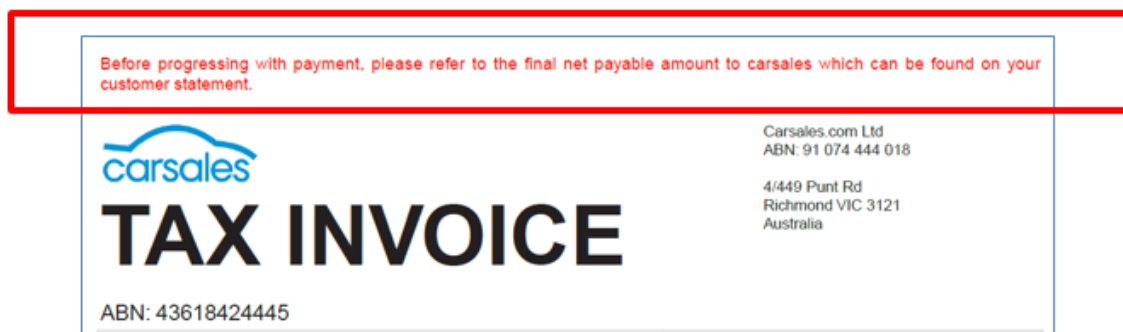 Before progressing with payment, please refer to the final net payable amount to carsales which can be found on your
customer statement.
carsales
TAX INVOICE
ABN: 43618424445
Carsales.com Ltd
ABN: 91 074 444 018
4/449 Punt Rd
Richmond VIC 3121
Australia